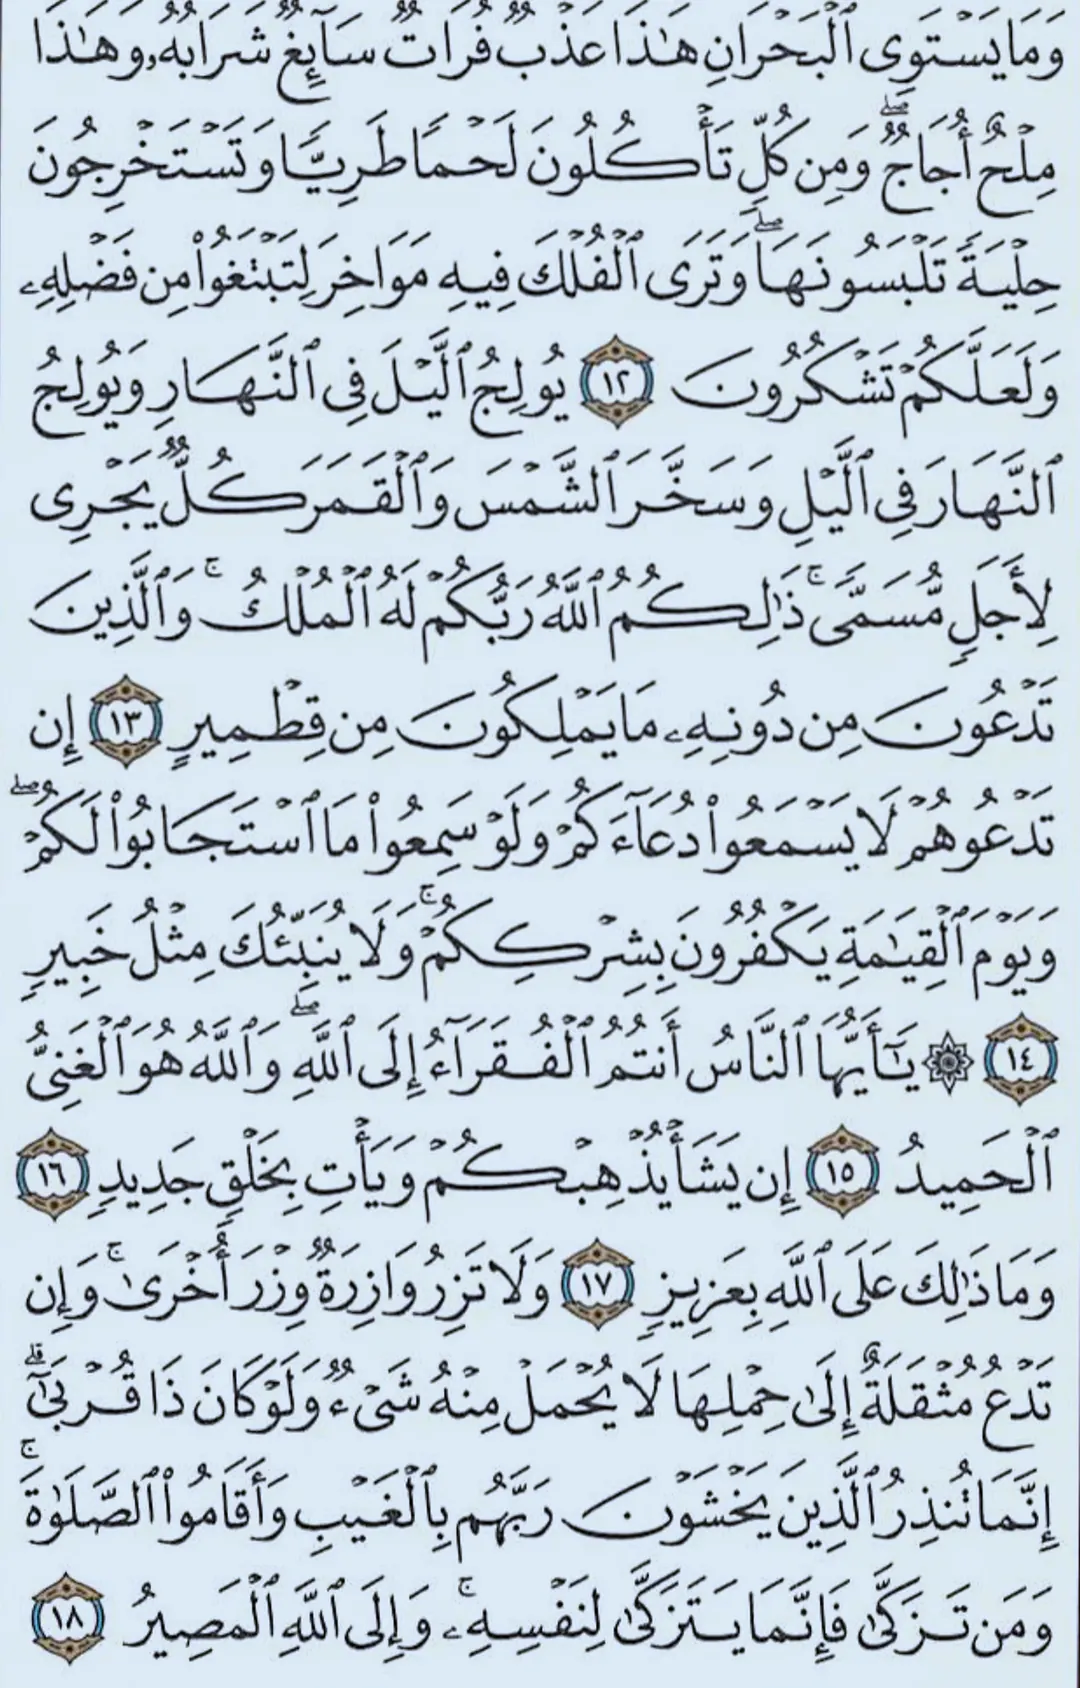 وَمَا يَسْتَوِى ٱلْبَحْرَانِ هَٰذَا عَذْبٌ فُرَاتٌ سَآئِغٌ شَرَابُهُۥ وَهَٰذَا
مِلْحٌ أُجَاجٌ ۖ وَمِن كُلٍّ تَأْكُلُونَ لَحْمًا طَرِيًّا وَتَسْتَخْرِجُونَ
حِلْيَةً تَلْبَسُونَهَا ۖ وَتَرَى ٱلْفُلْكَ فِيهِ مَوَاخِرَ لِتَبْتَغُوا۟ مِن فَضْلِهِۦ
وَلَعَلَّكُمْ تَشْكُرُونَ ١٢ يُولِجُ ٱلَّيْلَ فِى ٱلنَّهَارِ وَيُولِجُ
ٱلنَّهَارَ فِى ٱلَّيْلِ وَسَخَّرَ ٱلشَّمْسَ وَٱلْقَمَرَ كُلٌّ يَجْرِى
لِأَجَلٍ مُّسَمًّى ۚ ذَٰلِكُمُ ٱللَّهُ رَبُّكُمْ لَهُ ٱلْمُلْكُ ۚ وَٱلَّذِينَ
تَدْعُونَ مِن دُونِهِۦ مَا يَمْلِكُونَ مِن قِطْمِيرٍ ١٣ إِن
تَدْعُوهُمْ لَا يَسْمَعُوا۟ دُعَآءَكُمْ وَلَوْ سَمِعُوا۟ مَا ٱسْتَجَابُوا۟ لَكُمْ ۖ
وَيَوْمَ ٱلْقِيَٰمَةِ يَكْفُرُونَ بِشِرْكِكُمْ ۚ وَلَا يُنَبِّئُكَ مِثْلُ خَبِيرٍ
١٤ ۞ يَٰٓأَيُّهَا ٱلنَّاسُ أَنتُمُ ٱلْفُقَرَآءُ إِلَى ٱللَّهِ ۖ وَٱللَّهُ هُوَ ٱلْغَنِىُّ
ٱلْحَمِيدُ ١٥ إِن يَشَأْ يُذْهِبْكُمْ وَيَأْتِ بِخَلْقٍ جَدِيدٍ ١٦
وَمَا ذَٰلِكَ عَلَى ٱللَّهِ بِعَزِيزٍ ١٧ وَلَا تَزِرُ وَازِرَةٌ وِزْرَ أُخْرَىٰ ۚ وَإِن
تَدْعُ مُثْقَلَةٌ إِلَىٰ حِمْلِهَا لَا يُحْمَلْ مِنْهُ شَىْءٌ وَلَوْ كَانَ ذَا قُرْبَىٰٓ ۗ
إِنَّمَا تُنذِرُ ٱلَّذِينَ يَخْشَوْنَ رَبَّهُم بِٱلْغَيْبِ وَأَقَامُوا۟ ٱلصَّلَوٰةَ ۚ
وَمَن تَزَكَّىٰ فَإِنَّمَا يَتَزَكَّىٰ لِنَفْسِهِۦ ۚ وَإِلَى ٱللَّهِ ٱلْمَصِيرُ ١٨